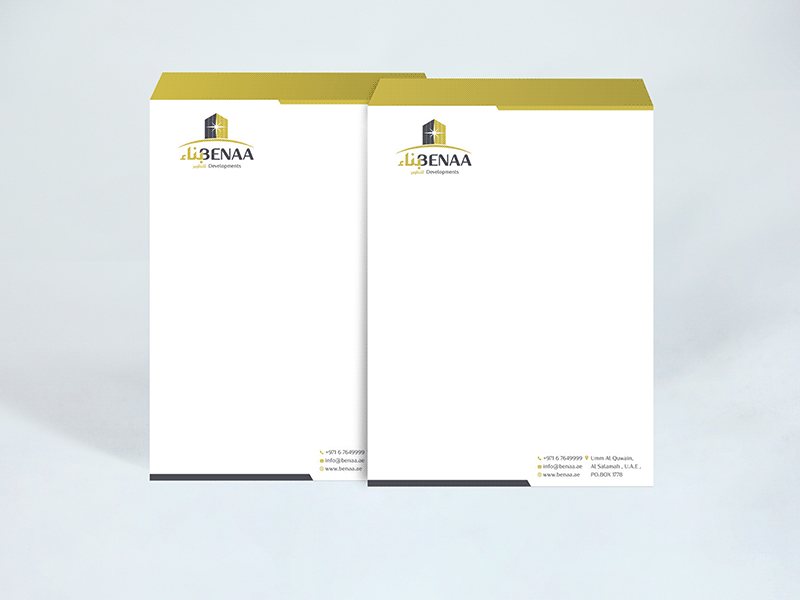 بناء BENAA
للتطوير Developments
+971 6 7649999
info@benaa.ae
www.benaa.ae
بناء BENAA
للتطوير Developments
+971 6 7649999
info@benaa.ae
www.benaa.ae
Umm Al Quwain,
Al Salamah , U.A.E ,
PO.BOX 1778